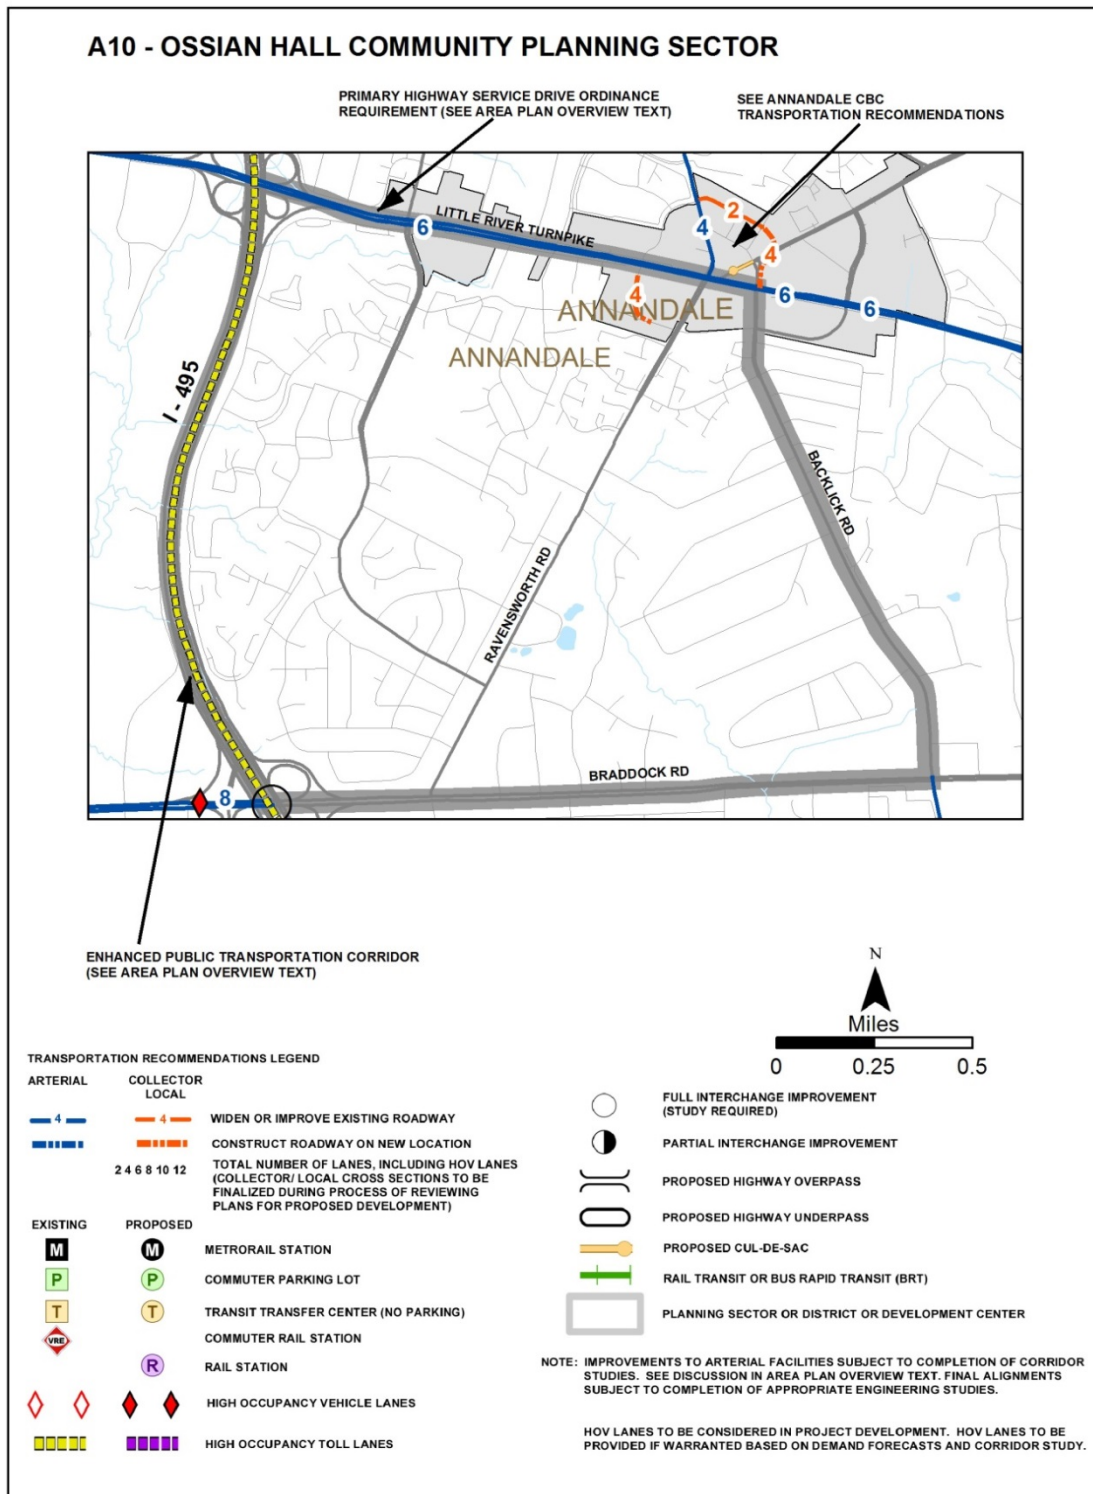 A10 - OSSIAN HALL COMMUNITY PLANNING SECTOR
PRIMARY HIGHWAY SERVICE DRIVE ORDINANCE
REQUIREMENT (SEE AREA PLAN OVERVIEW TEXT)
SEE ANNANDALE CBC
TRANSPORTATION RECOMMENDATIONS
LITTLE RIVER TURNPIKE
6
2
4
4
6
6
4
ANNANDALE
ANNANDALE
I - 495
BACKLICK RD
RAVENSWORTH RD
BRADDOCK RD
8
ENHANCED PUBLIC TRANSPORTATION CORRIDOR
(SEE AREA PLAN OVERVIEW TEXT)
N
Miles
0 0.25 0.5
TRANSPORTATION RECOMMENDATIONS LEGEND
ARTERIAL COLLECTOR
LOCAL
4 4 WIDEN OR IMPROVE EXISTING ROADWAY
CONSTRUCT ROADWAY ON NEW LOCATION
2 4 6 8 10 12 TOTAL NUMBER OF LANES, INCLUDING HOV LANES
(COLLECTOR/ LOCAL CROSS SECTIONS TO BE
FINALIZED DURING PROCESS OF REVIEWING
PLANS FOR PROPOSED DEVELOPMENT)
EXISTING PROPOSED
M M METRORAIL STATION
P P COMMUTER PARKING LOT
T T TRANSIT TRANSFER CENTER (NO PARKING)
VRE COMMUTER RAIL STATION
R RAIL STATION
HIGH OCCUPANCY VEHICLE LANES
HIGH OCCUPANCY TOLL LANES
FULL INTERCHANGE IMPROVEMENT
(STUDY REQUIRED)
PARTIAL INTERCHANGE IMPROVEMENT
PROPOSED HIGHWAY OVERPASS
PROPOSED HIGHWAY UNDERPASS
PROPOSED CUL-DE-SAC
RAIL TRANSIT OR BUS RAPID TRANSIT (BRT)
PLANNING SECTOR OR DISTRICT OR DEVELOPMENT CENTER
NOTE: IMPROVEMENTS TO ARTERIAL FACILITIES SUBJECT TO COMPLETION OF CORRIDOR
STUDIES. SEE DISCUSSION IN AREA PLAN OVERVIEW TEXT. FINAL ALIGNMENTS
SUBJECT TO COMPLETION OF APPROPRIATE ENGINEERING STUDIES.
HOV LANES TO BE CONSIDERED IN PROJECT DEVELOPMENT. HOV LANES TO BE
PROVIDED IF WARRANTED BASED ON DEMAND FORECASTS AND CORRIDOR STUDY.